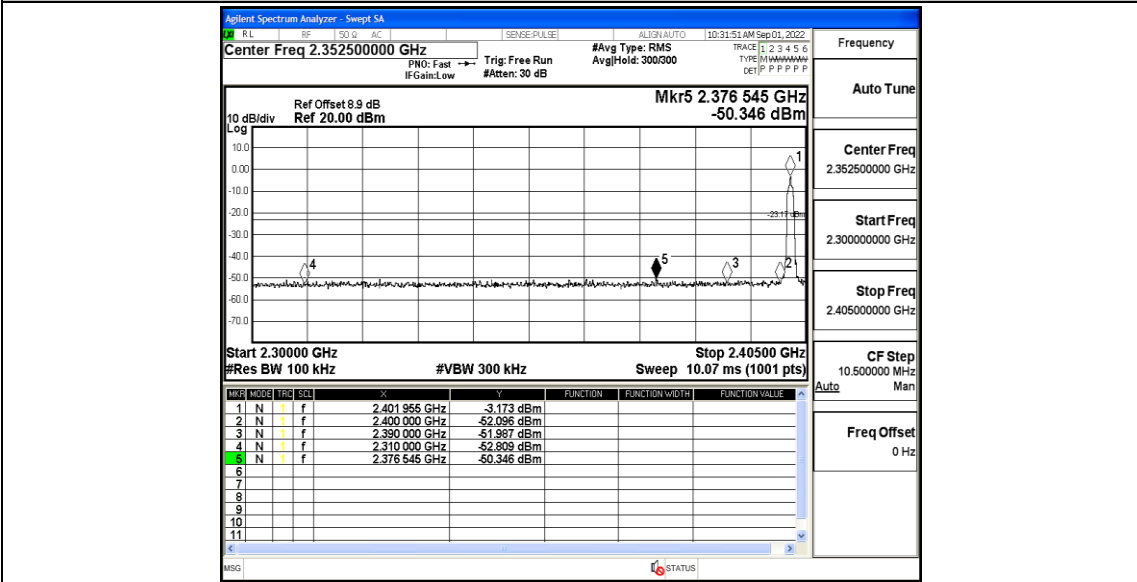 Agilent Spectrum Analyzer - Swept SA
RL RF 50 Ω AC SENSE:PULSE ALIGN AUTO 10:31:51 AM Sep 01, 2022
Center Freq 2.352500000 GHz
PNO: Fast
IFGain:Low
Trig: Free Run
#Atten: 30 dB
#Avg Type: RMS
Avg|Hold: 300/300
TRACE 1 2 3 4 5 6
TYPE M
DET P P P P P P
Mkr5 2.376 545 GHz
-50.346 dBm
Ref Offset 8.9 dB
10 dB/div Ref 20.00 dBm
Log
10.0
0.00
-10.0
-20.0
-30.0
-40.0
-50.0
-60.0
-70.0
1
-23.17 dBm
4
5
3
2
Start 2.30000 GHz
Stop 2.40500 GHz
#Res BW 100 kHz
#VBW 300 kHz
Sweep 10.07 ms (1001 pts)
MKR MODE TRC SCL X Y FUNCTION FUNCTION WIDTH FUNCTION VALUE
1 N 1 f 2.401 955 GHz -3.173 dBm
2 N 1 f 2.400 000 GHz -52.096 dBm
3 N 1 f 2.390 000 GHz -51.987 dBm
4 N 1 f 2.310 000 GHz -52.809 dBm
5 N 1 f 2.376 545 GHz -50.346 dBm
6
7
8
9
10
11
MSG
STATUS
Frequency
Auto Tune
Center Freq
2.352500000 GHz
Start Freq
2.300000000 GHz
Stop Freq
2.405000000 GHz
CF Step
10.500000 MHz
Auto Man
Freq Offset
0 Hz